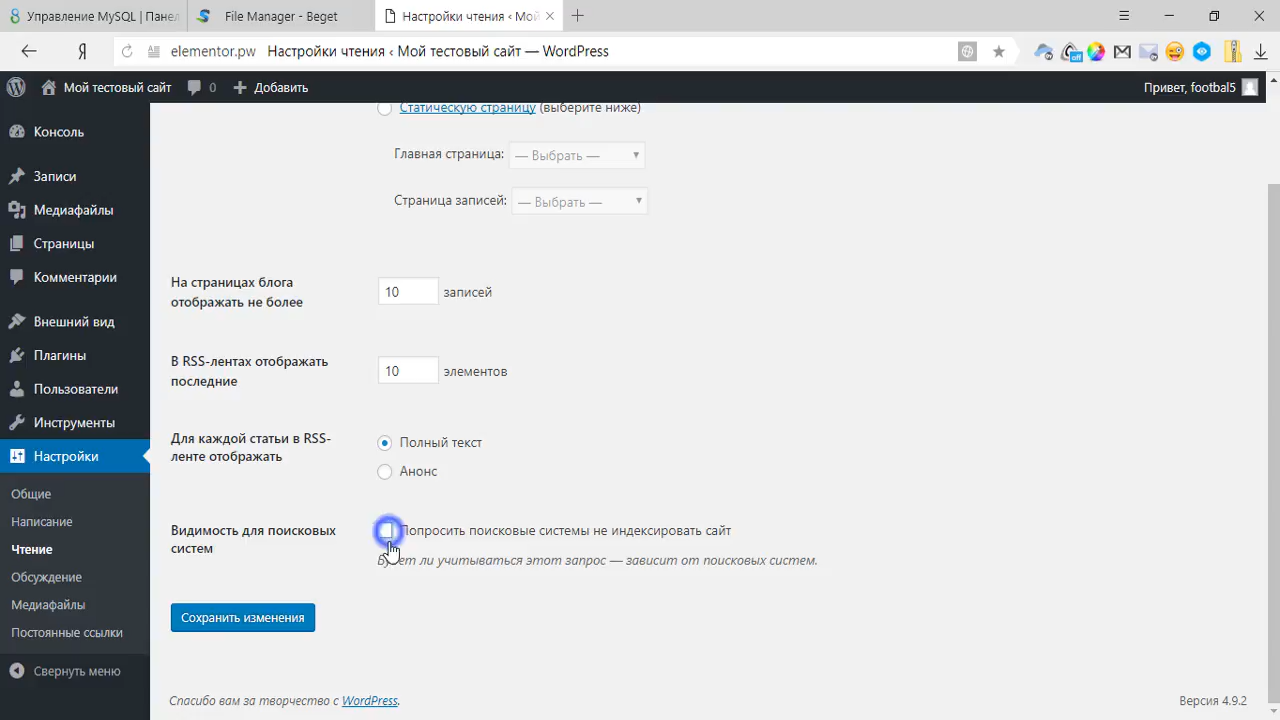 Управление MySQL | Панел
File Manager - Beget
Настройки чтения ‹ Мой тестовый сайт — WordPress
elementor.pw Настройки чтения ‹ Мой тестовый сайт — WordPress
off
Мой тестовый сайт 0 Добавить
Привет, footbal5
Консоль
Записи
Медиафайлы
Страницы
Комментарии
Внешний вид
Плагины
Пользователи
Инструменты
Настройки
Общие
Написание
Чтение
Обсуждение
Медиафайлы
Постоянные ссылки
Свернуть меню
Статическую страницу (выберите ниже)
Главная страница: — Выбрать —
Страница записей: — Выбрать —
На страницах блога
отображать не более
10 записей
В RSS-лентах отображать
последние
10 элементов
Для каждой статьи в RSS-
ленте отображать
Полный текст
Анонс
Видимость для поисковых
систем
Попросить поисковые системы не индексировать сайт
Будет ли учитываться этот запрос — зависит от поисковых систем.
Сохранить изменения
Спасибо вам за творчество с WordPress.
Версия 4.9.2